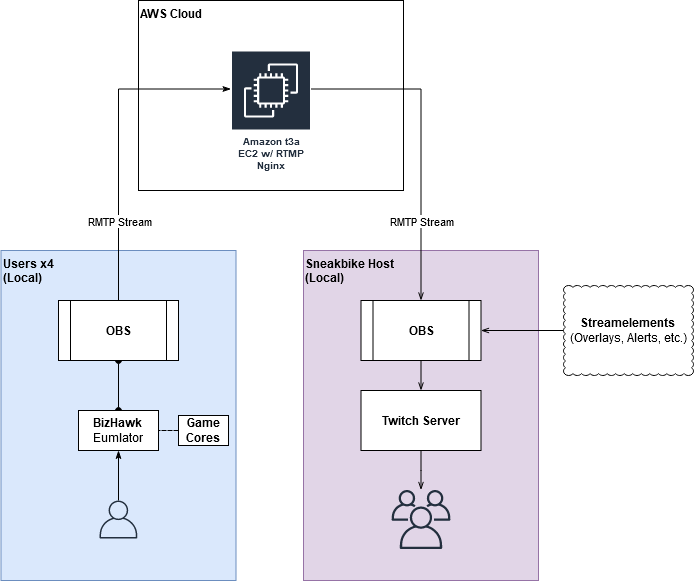 AWS Cloud
Amazon t3a
EC2 w/ RTMP
Nginx
RMTP Stream
RMTP Stream
Users x4
(Local)
OBS
BizHawk
Eumlator
Game
Cores
Sneakbike Host
(Local)
OBS
Twitch Server
Streamelements
(Overlays, Alerts, etc.)